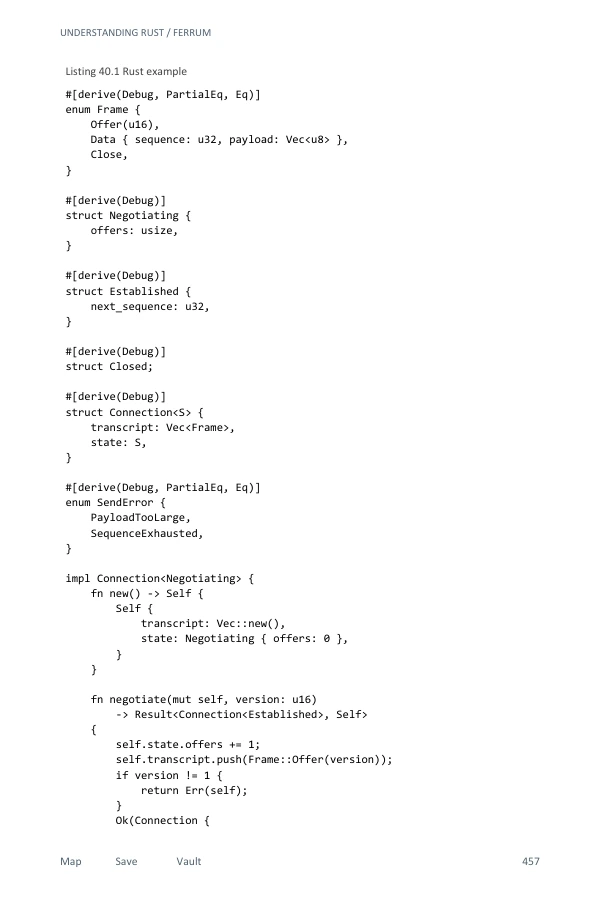 UNDERSTANDING RUST / FERRUM
Listing 40.1 Rust example
#[derive(Debug, PartialEq, Eq)]
enum Frame {
    Offer(u16),
    Data { sequence: u32, payload: Vec<u8> },
    Close,
}

#[derive(Debug)]
struct Negotiating {
    offers: usize,
}

#[derive(Debug)]
struct Established {
    next_sequence: u32,
}

#[derive(Debug)]
struct Closed;

#[derive(Debug)]
struct Connection<S> {
    transcript: Vec<Frame>,
    state: S,
}

#[derive(Debug, PartialEq, Eq)]
enum SendError {
    PayloadTooLarge,
    SequenceExhausted,
}

impl Connection<Negotiating> {
    fn new() -> Self {
        Self {
            transcript: Vec::new(),
            state: Negotiating { offers: 0 },
        }
    }

    fn negotiate(mut self, version: u16)
        -> Result<Connection<Established>, Self>
    {
        self.state.offers += 1;
        self.transcript.push(Frame::Offer(version));
        if version != 1 {
            return Err(self);
        }
        Ok(Connection {
Map Save Vault 457